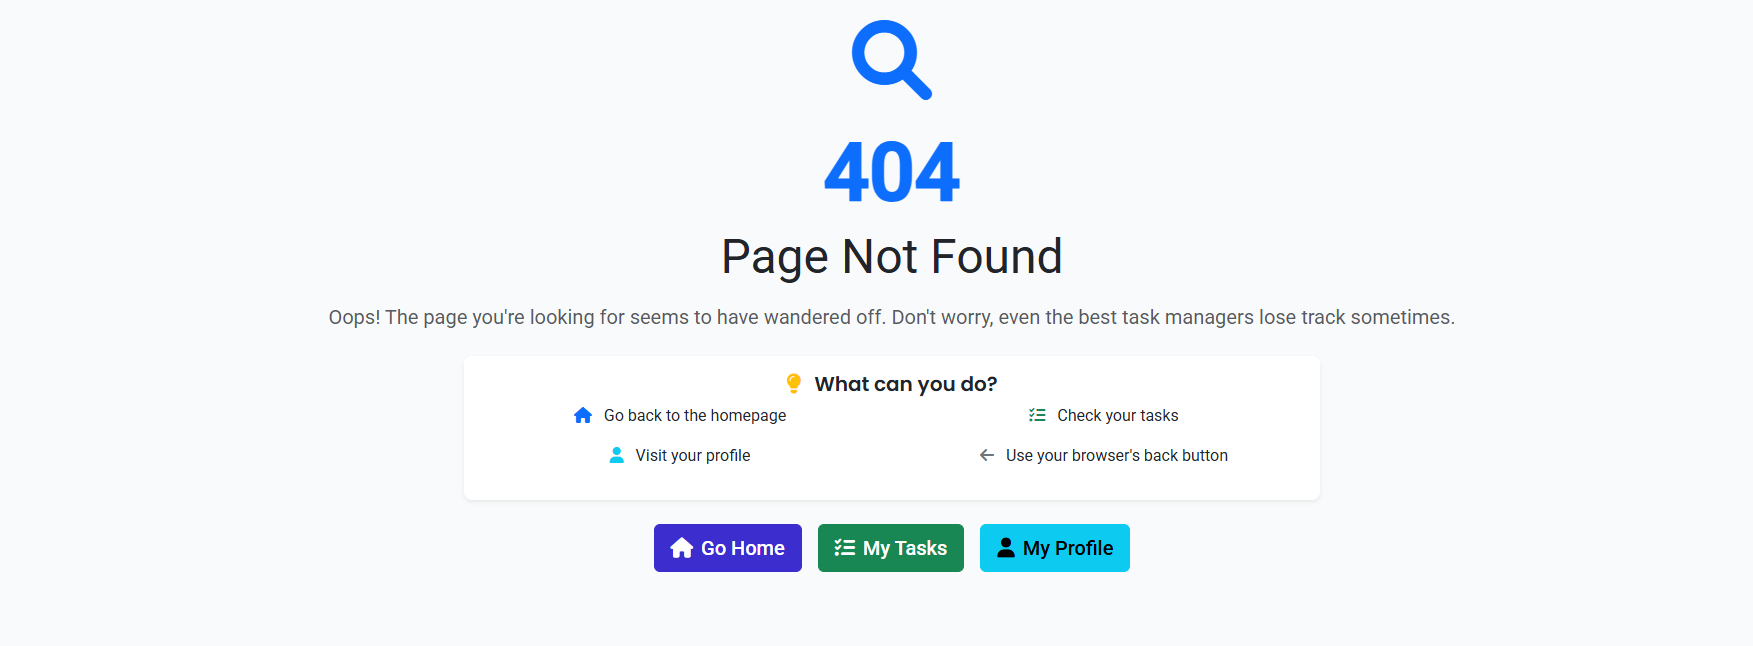 404
Page Not Found
Oops! The page you're looking for seems to have wandered off. Don't worry, even the best task managers lose track sometimes.
What can you do?
Go back to the homepage
Check your tasks
Visit your profile
Use your browser's back button
Go Home
My Tasks
My Profile